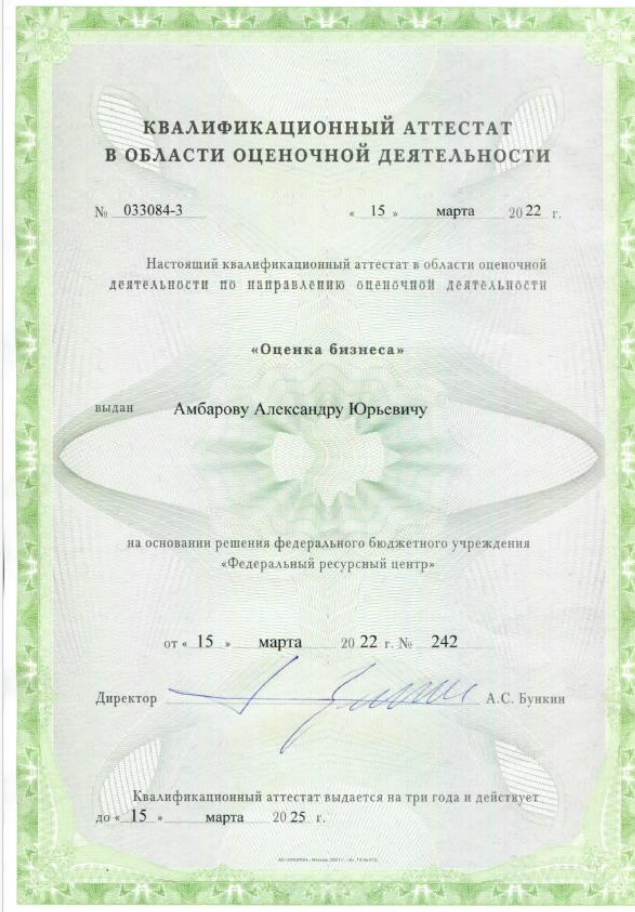 КВАЛИФИКАЦИОННЫЙ АТТЕСТАТ
В ОБЛАСТИ ОЦЕНОЧНОЙ ДЕЯТЕЛЬНОСТИ
№ 033084-3 « 15 » марта 20 22 г.
Настоящий квалификационный аттестат в области оценочной
деятельности по направлению оценочной деятельности
«Оценка бизнеса»
выдан Амбарову Александру Юрьевичу
на основании решения федерального бюджетного учреждения
«Федеральный ресурсный центр»
от « 15 » марта 20 22 г. № 242
Директор А.С. Бункин
Квалификационный аттестат выдается на три года и действует
до « 15 » марта 20 25 г.